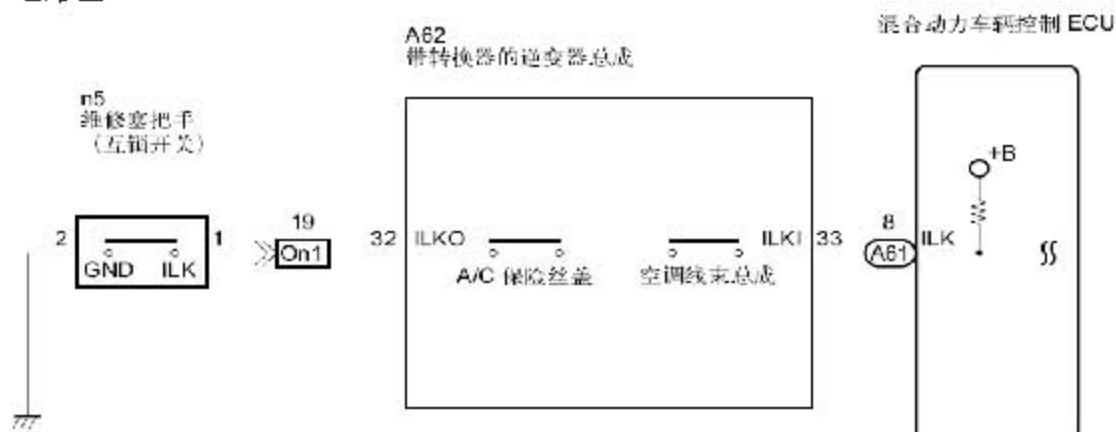 混合动力车辆控制 ECU
A62
带转换器的逆变器总成
n5
维修塞把手
（互锁开关）
+B
2
1
19
32
ILKO
ILKI
33
8
ILK
On1
A61
GND ILK
A/C 保险丝盖
空调线束总成